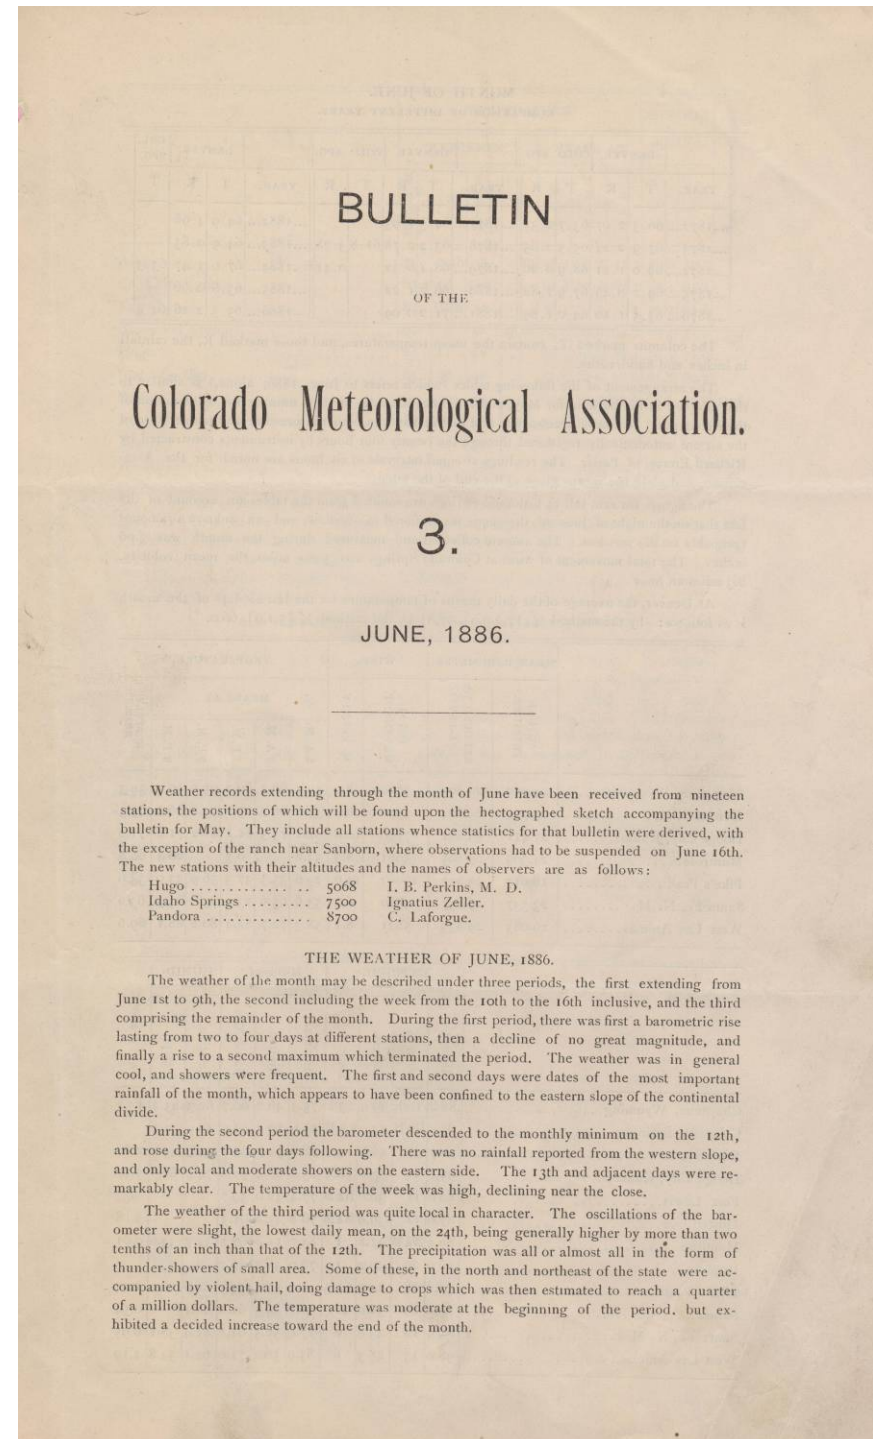 BULLETIN
OF THE
Colorado Meteorological Association.
3.
JUNE, 1886.
Weather records extending through the month of June have been received from nineteen
stations, the positions of which will be found upon the hectographed sketch accompanying the
bulletin for May. They include all stations whence statistics for that bulletin were derived, with
the exception of the ranch near Sanborn, where observations had to be suspended on June 16th.
The new stations with their altitudes and the names of observers are as follows:
Hugo . . . . . . . . . . . . . . . 5068 I. B. Perkins, M. D.
Idaho Springs . . . . . . . . . 7500 Ignatius Zeller.
Pandora . . . . . . . . . . . . . . 8700 C. Laforgue.
THE WEATHER OF JUNE, 1886.
The weather of the month may be described under three periods, the first extending from
June 1st to 9th, the second including the week from the 10th to the 16th inclusive, and the third
comprising the remainder of the month. During the first period, there was first a barometric rise
lasting from two to four days at different stations, then a decline of no great magnitude, and
finally a rise to a second maximum which terminated the period. The weather was in general
cool, and showers were frequent. The first and second days were dates of the most important
rainfall of the month, which appears to have been confined to the eastern slope of the continental
divide.
During the second period the barometer descended to the monthly minimum on the 12th,
and rose during the four days following. There was no rainfall reported from the western slope,
and only local and moderate showers on the eastern side. The 13th and adjacent days were re-
markably clear. The temperature of the week was high, declining near the close.
The weather of the third period was quite local in character. The oscillations of the bar-
ometer were slight, the lowest daily mean, on the 24th, being generally higher by more than two
tenths of an inch than that of the 12th. The precipitation was all or almost all in the form of
thunder-showers of small area. Some of these, in the north and northeast of the state were ac-
companied by violent hail, doing damage to crops which was then estimated to reach a quarter
of a million dollars. The temperature was moderate at the beginning of the period, but ex-
hibited a decided increase toward the end of the month.